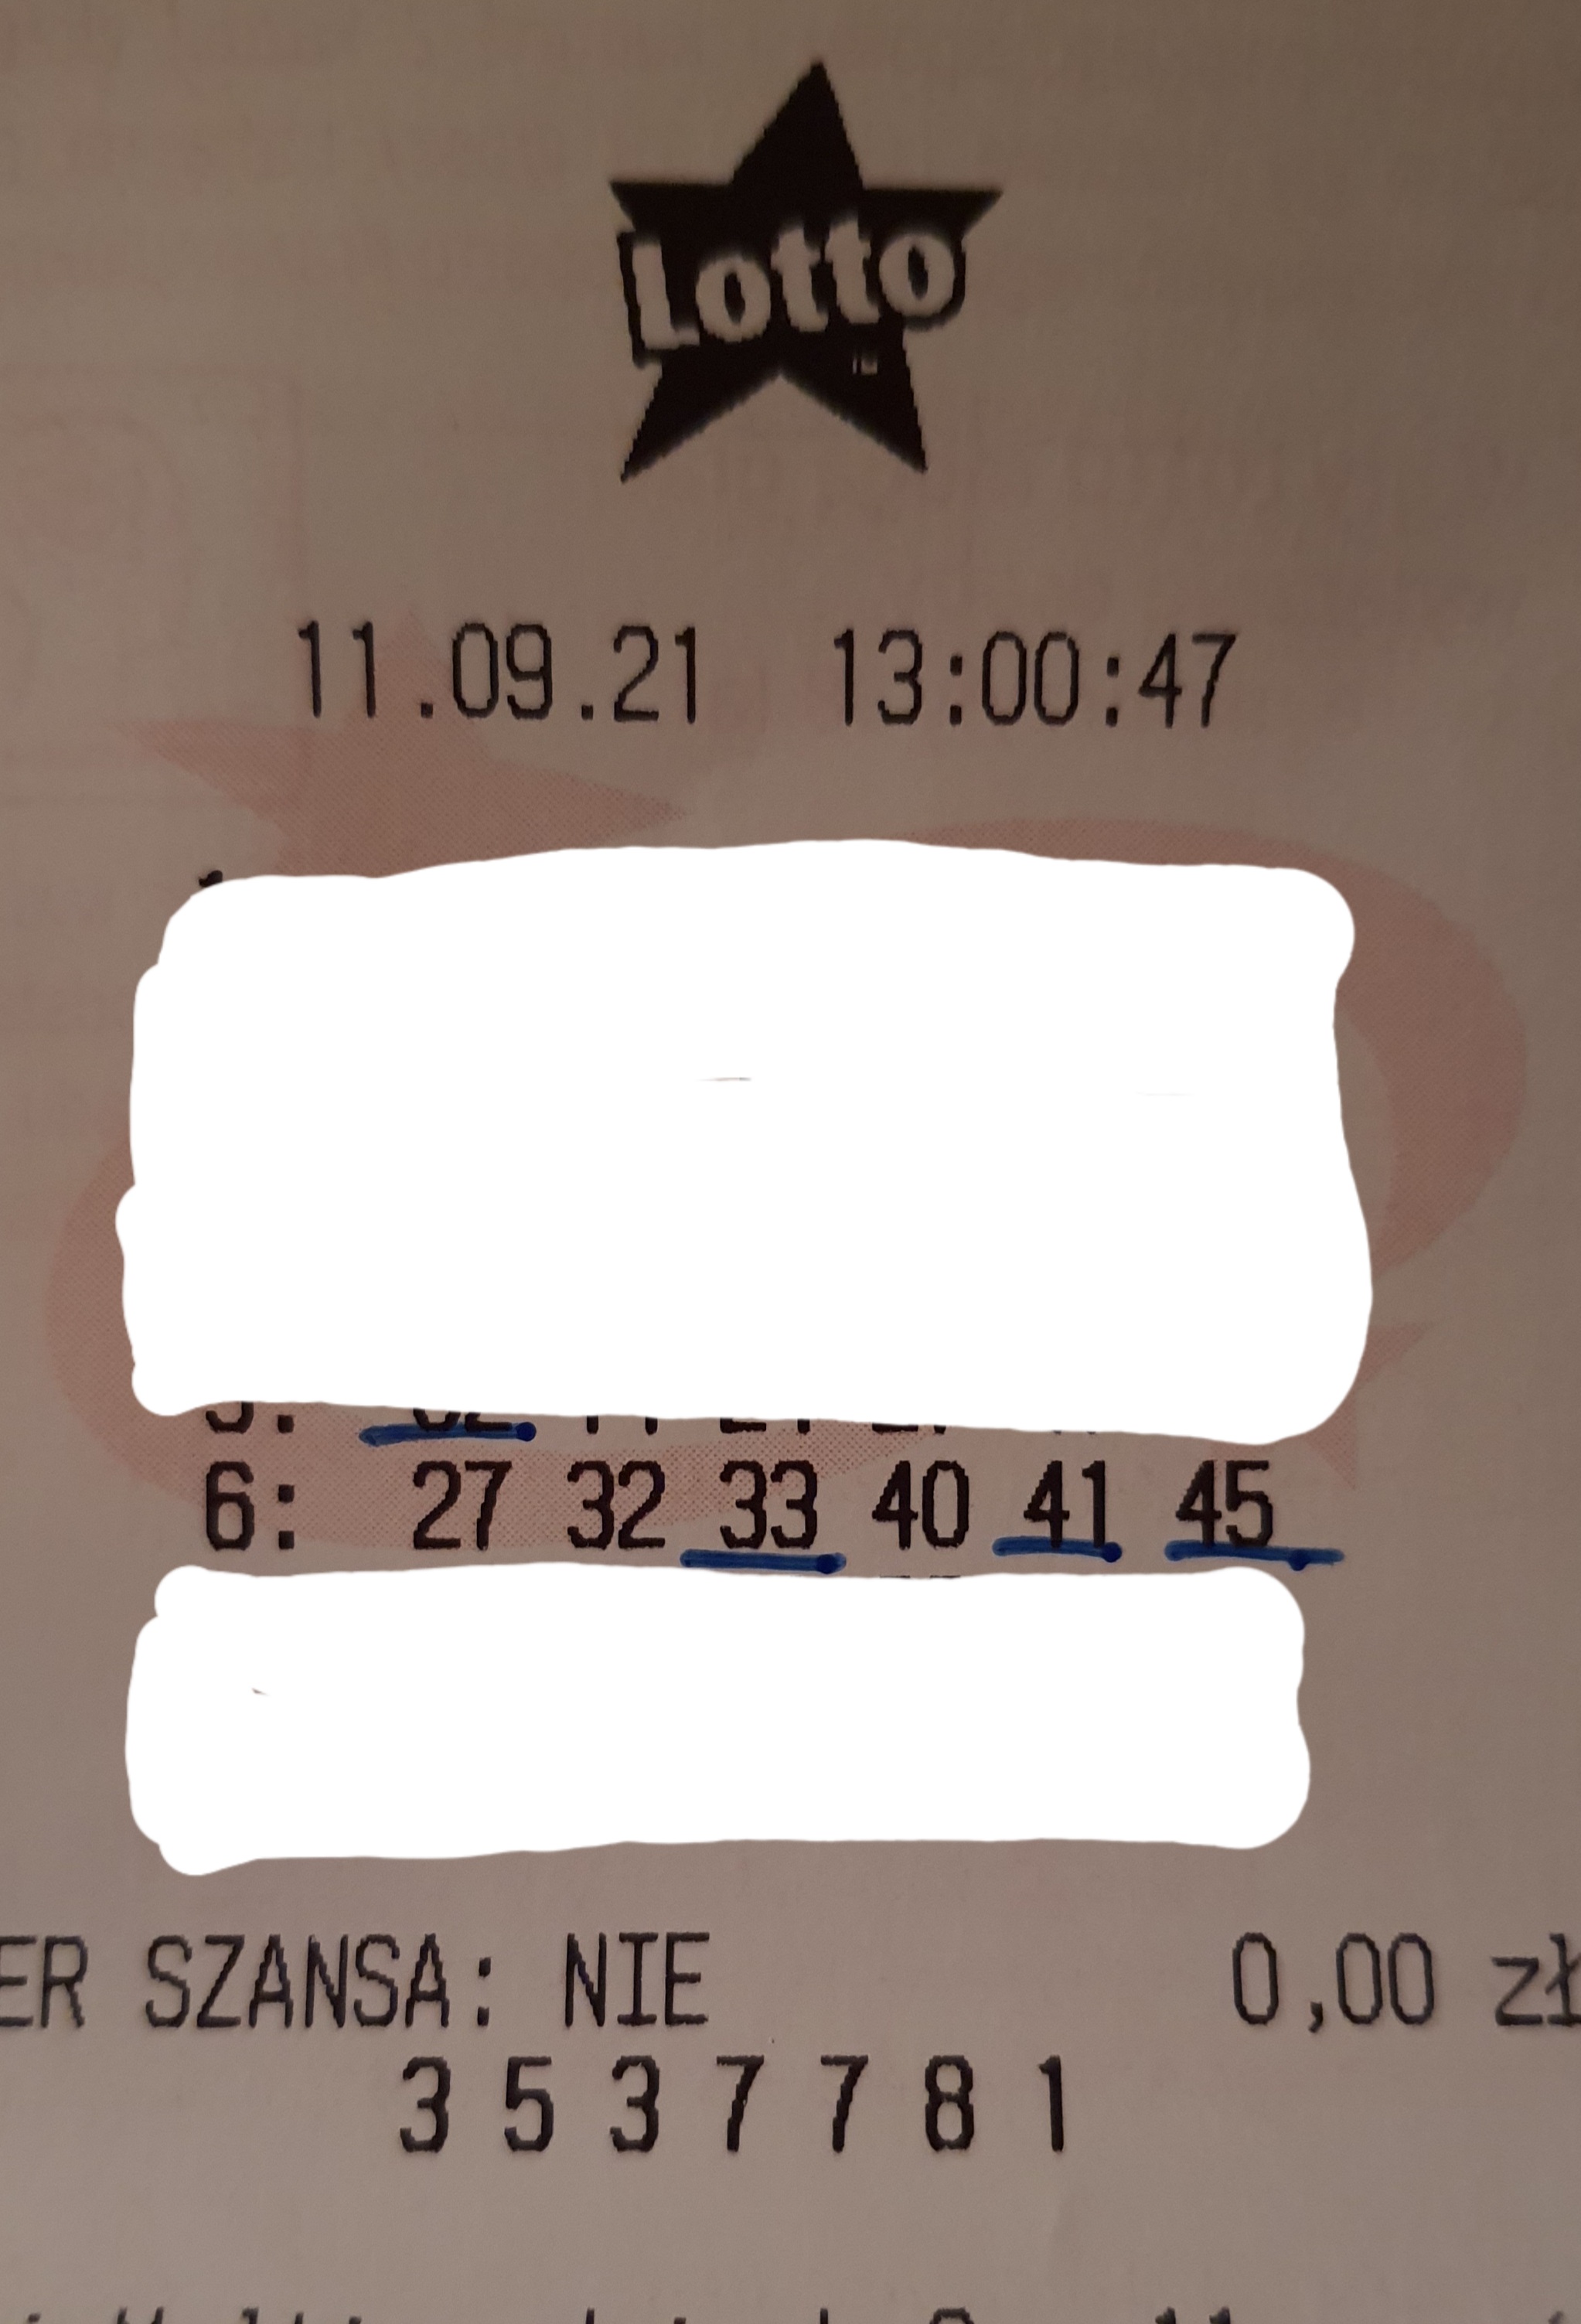 Lotto
11.09.21 13:00:47
6: 27 32 33 40 41 45
ER SZANSA: NIE 0,00 zł
3 5 3 7 7 8 1